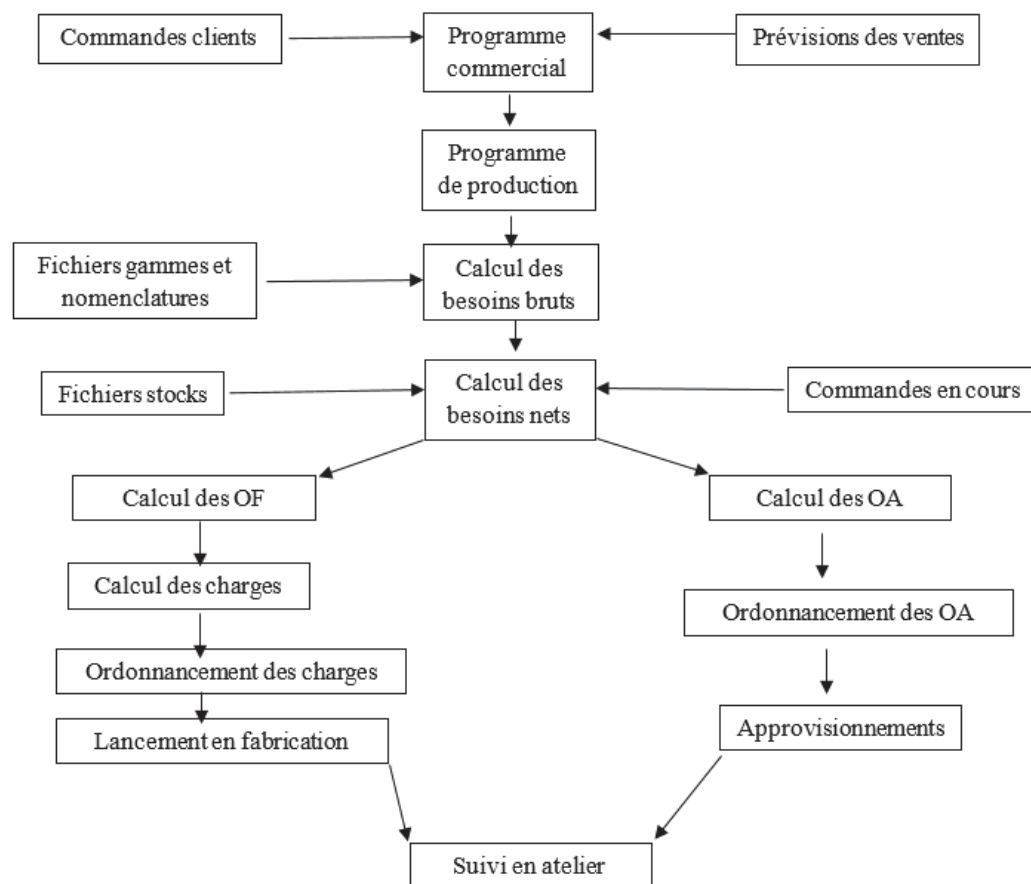 Commandes clients
Programme
commercial
Prévisions des ventes
Programme
de production
Fichiers gammes et
nomenclatures
Calcul des
besoins bruts
Fichiers stocks
Calcul des
besoins nets
Commandes en cours
Calcul des OF
Calcul des OA
Calcul des charges
Ordonnancement des OA
Ordonnancement des charges
Lancement en fabrication
Approvisionnements
Suivi en atelier